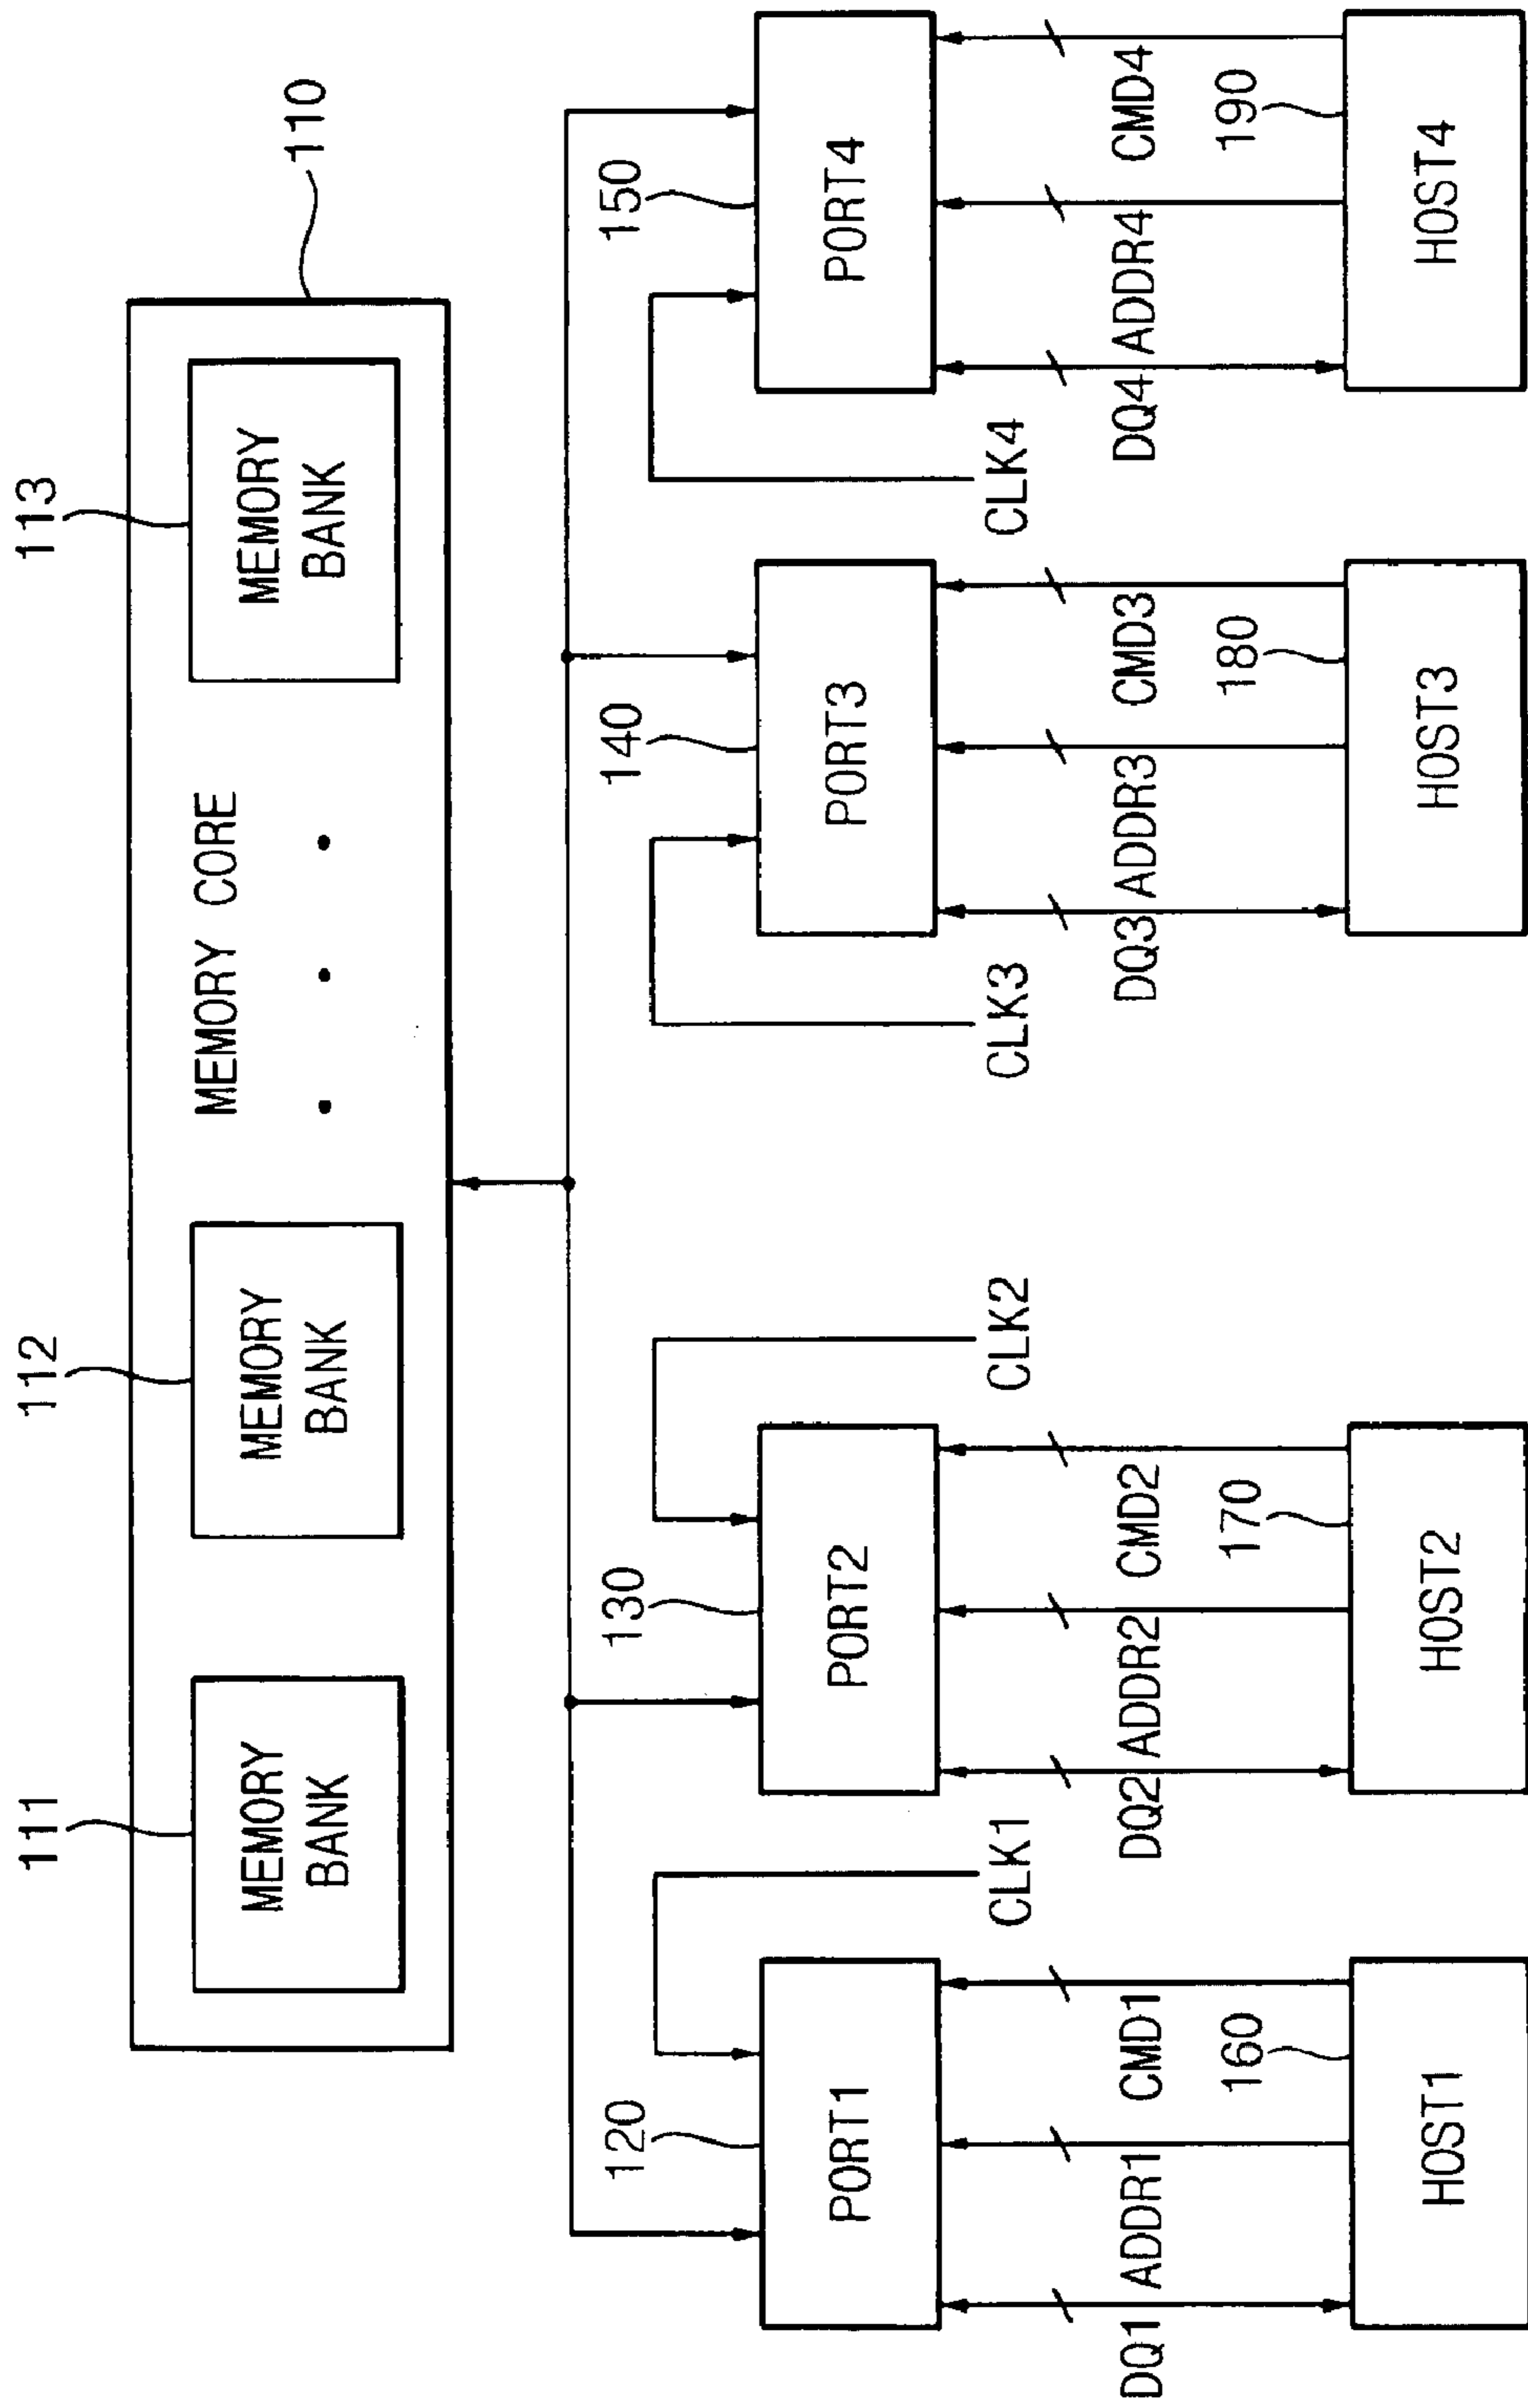 111
112
113
110
MEMORY CORE
MEMORY
BANK
MEMORY
BANK
MEMORY
BANK
120
130
140
150
PORT1
PORT2
PORT3
PORT4
CLK1
CLK2
CLK3
CLK4
DQ1
ADDR1
CMD1
DQ2
ADDR2
CMD2
DQ3
ADDR3
CMD3
DQ4
ADDR4
CMD4
160
170
180
190
HOST1
HOST2
HOST3
HOST4